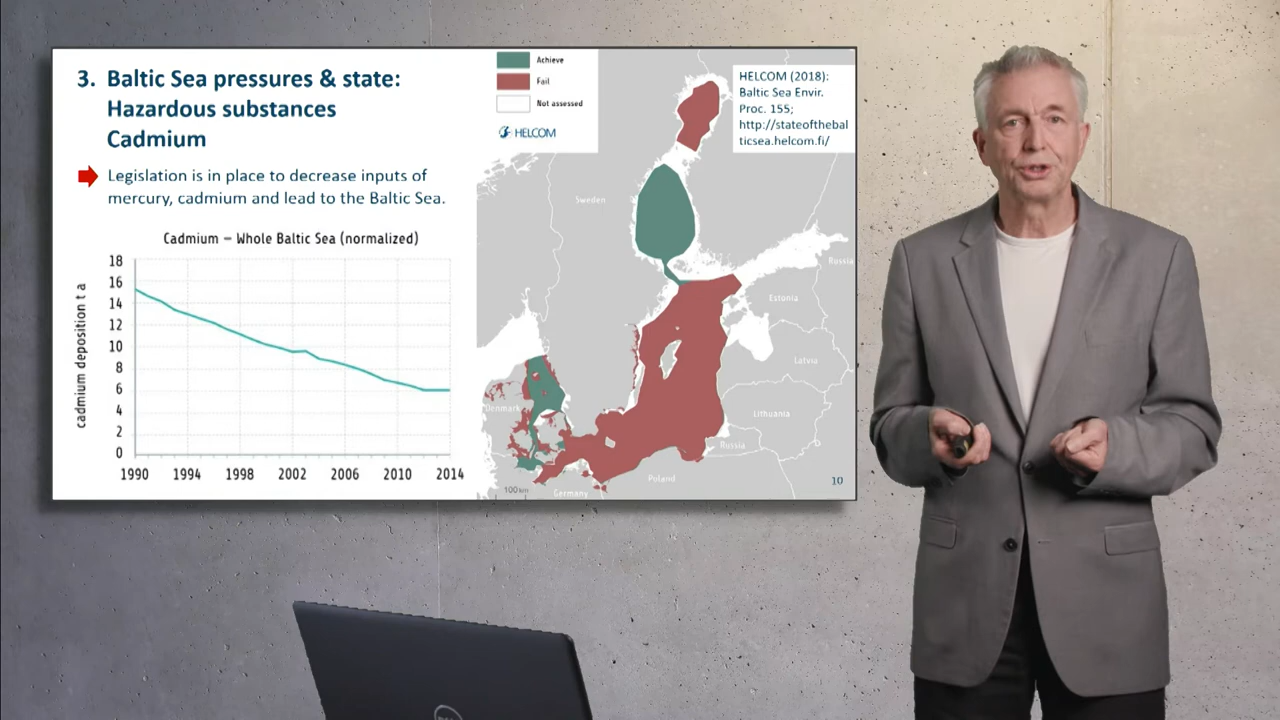 3. Baltic Sea pressures & state:
Hazardous substances
Cadmium
Legislation is in place to decrease inputs of
mercury, cadmium and lead to the Baltic Sea.
Cadmium – Whole Baltic Sea (normalized)
cadmium deposition t a
18
16
14
12
10
8
6
4
2
0
1990 1994 1998 2002 2006 2010 2014
Achieve
Fail
Not assessed
HELCOM
HELCOM (2018):
Baltic Sea Envir.
Proc. 155;
http://stateofthebal
ticsea.helcom.fi/
Sweden
Russia
Estonia
Latvia
Denmark
Lithuania
Russia
Poland
Germany
100 km
10